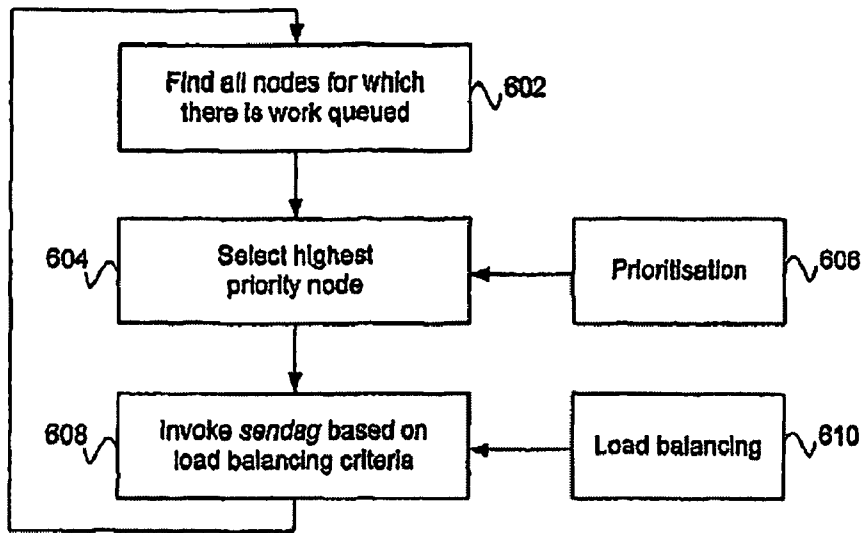 Find all nodes for which
there is work queued
602
604
Select highest
priority node
Prioritisation
606
608
Invoke sendag based on
load balancing criteria
Load balancing
610